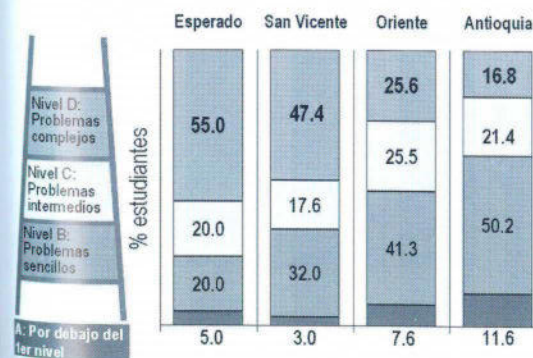 Esperado San Vicente Oriente Antioquia
Nivel D:
Problemas
complejos
Nivel C:
Problemas
intermedios
Nivel B:
Problemas
sencillos
A: Por debajo del
1er nivel
% estudiantes
55.0 47.4 25.6 16.8
20.0 17.6 25.5 21.4
20.0 32.0 41.3 50.2
5.0 3.0 7.6 11.6